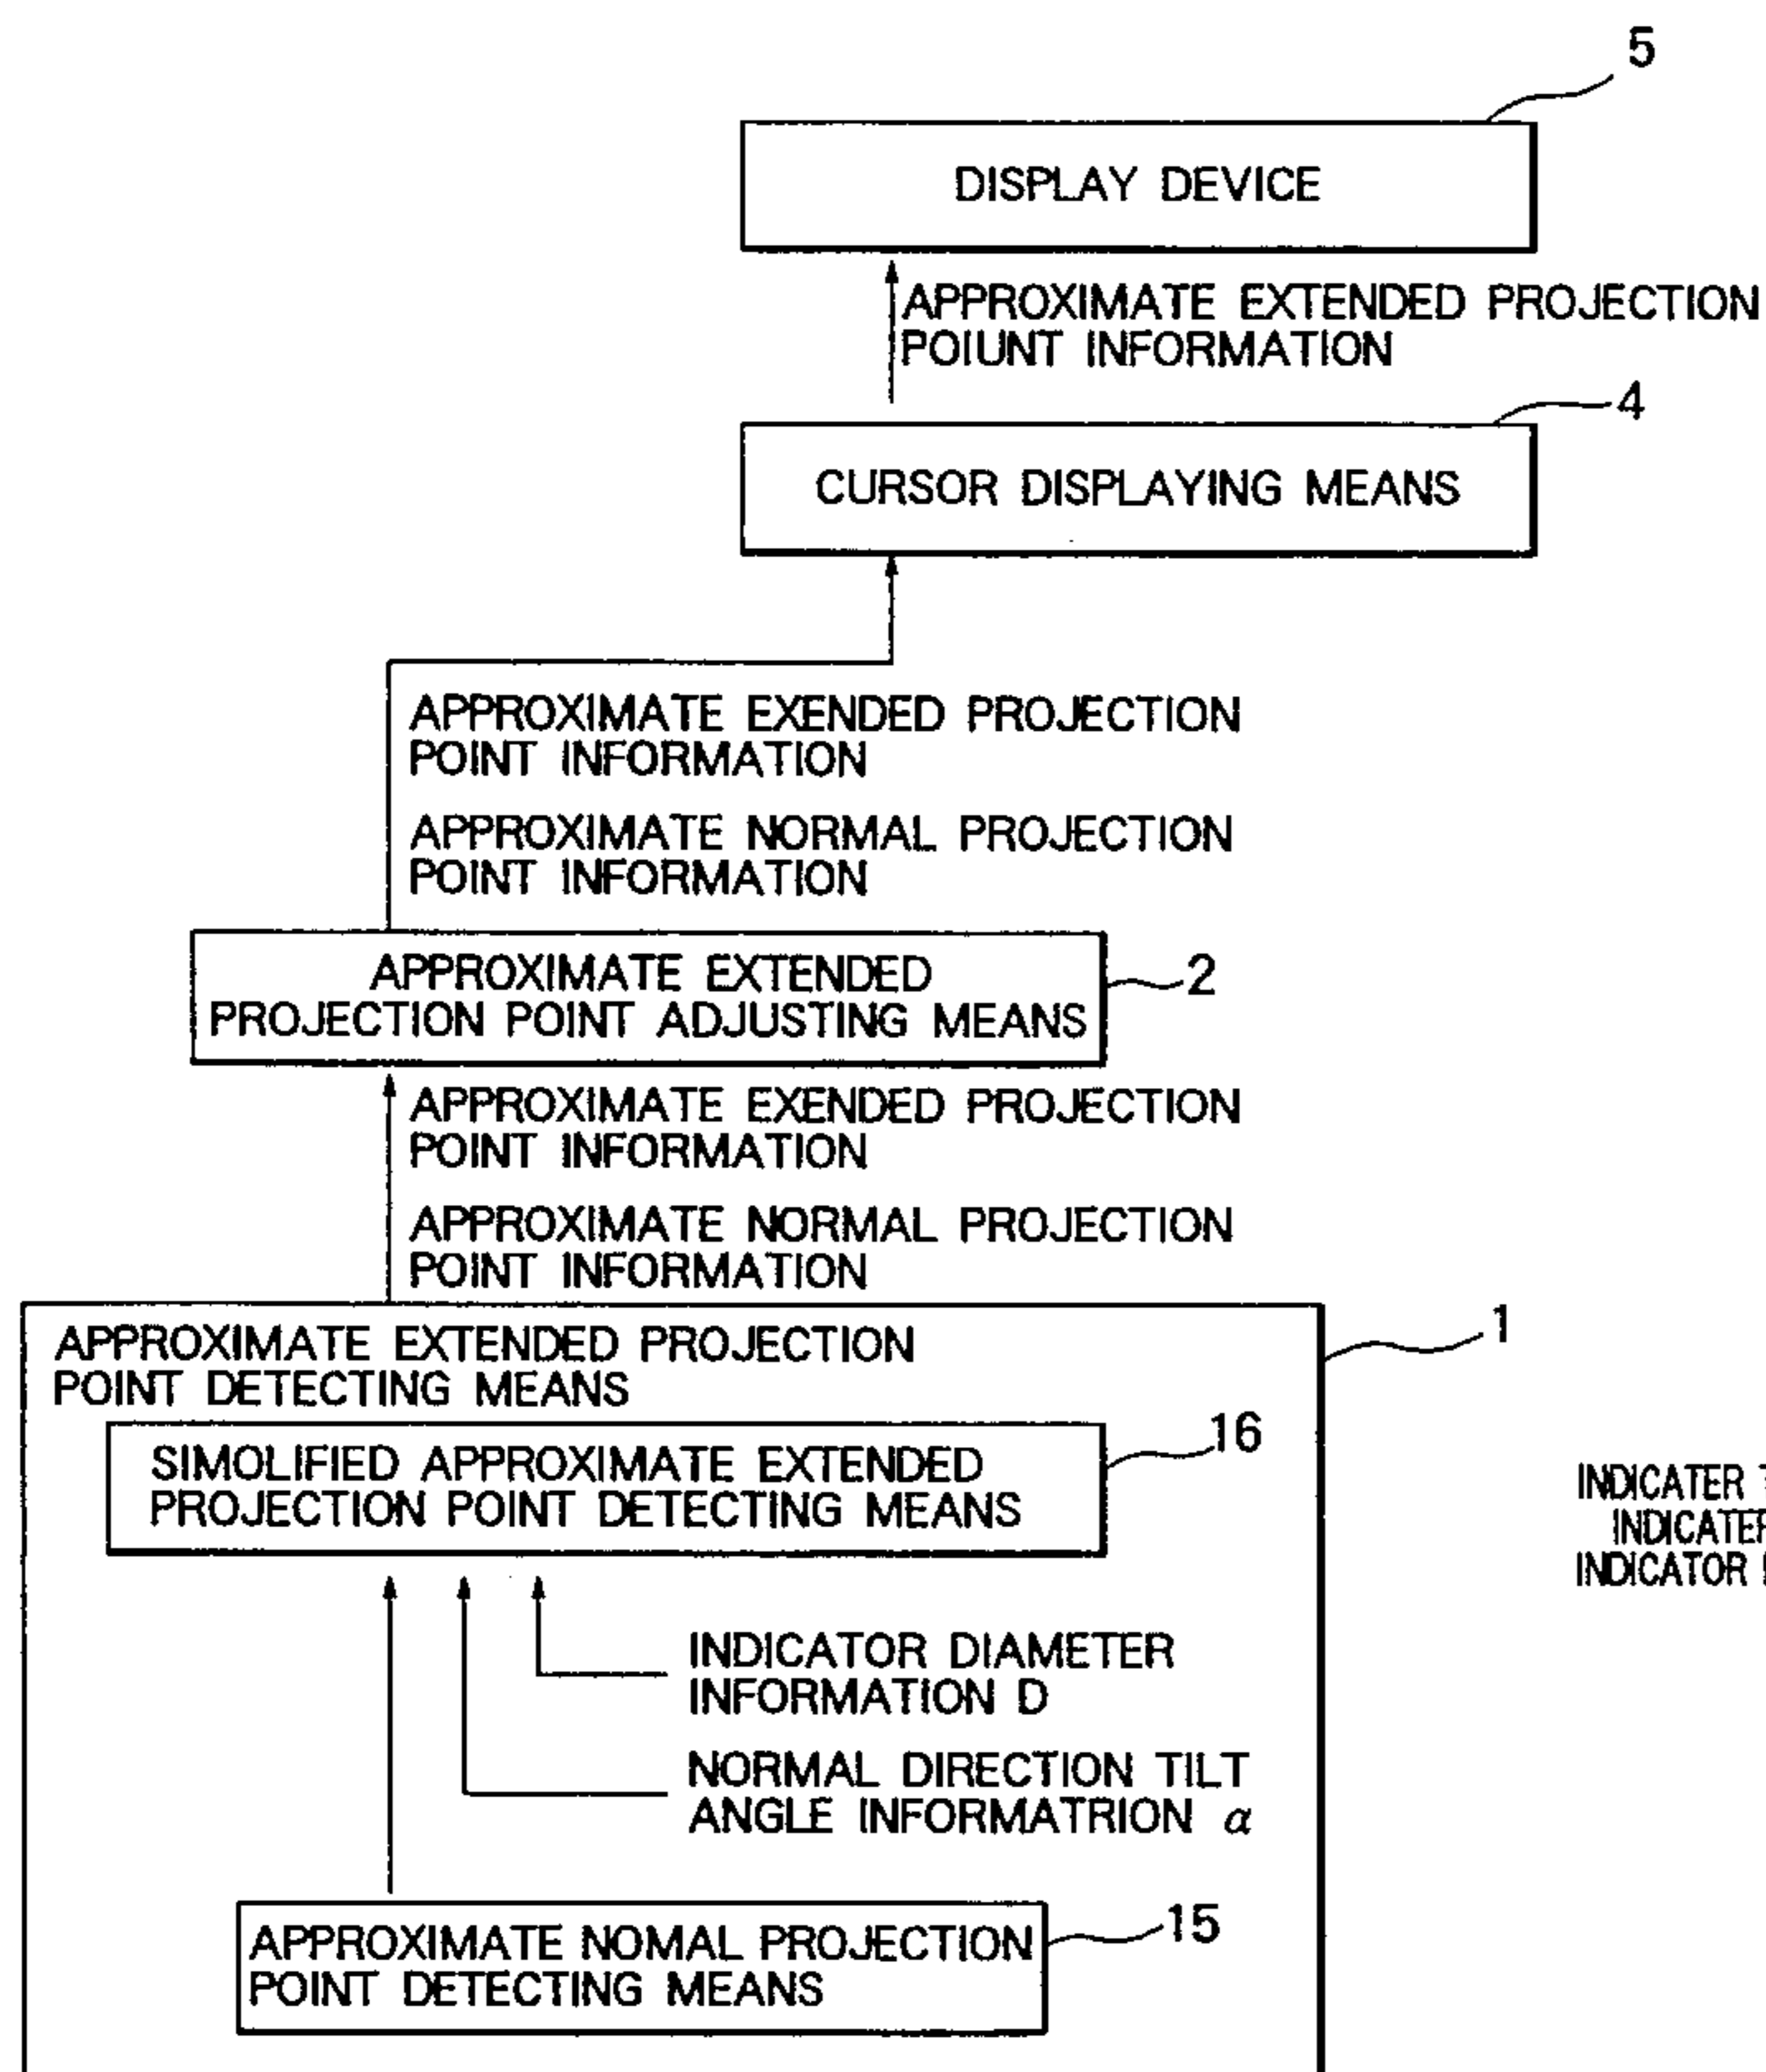 5
DISPLAY DEVICE
APPROXIMATE EXTENDED PROJECTION
POIUNT INFORMATION
4
CURSOR DISPLAYING MEANS
APPROXIMATE EXENDED PROJECTION
POINT INFORMATION
APPROXIMATE NORMAL PROJECTION
POINT INFORMATION
APPROXIMATE EXTENDED
PROJECTION POINT ADJUSTING MEANS
2
APPROXIMATE EXENDED PROJECTION
POINT INFORMATION
APPROXIMATE NORMAL PROJECTION
POINT INFORMATION
1
APPROXIMATE EXTENDED PROJECTION
POINT DETECTING MEANS
16
SIMOLIFIED APPROXIMATE EXTENDED
PROJECTION POINT DETECTING MEANS
INDICATER
INDICATER
INDICATOR
INDICATOR DIAMETER
INFORMATION D
NORMAL DIRECTION TILT
ANGLE INFORMATRION α
15
APPROXIMATE NOMAL PROJECTION
POINT DETECTING MEANS